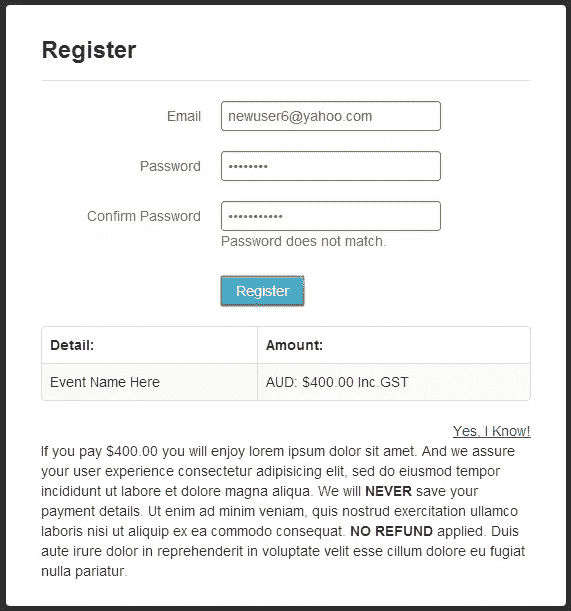 Register
Email newuser6@yahoo.com
Password ••••••••
Confirm Password •••••••••••
Password does not match.
Register
Detail: Amount:
Event Name Here AUD: $400.00 Inc.GST
Yes, I Know!
If you pay $400.00 you will enjoy lorem ipsum dolor sit amet. And we assure
your user experience consectetur adipisicing elit, sed do eiusmod tempor
incididunt ut labore et dolore magna aliqua. We will NEVER save your
payment details. Ut enim ad minim veniam, quis nostrud exercitation ullamco
laboris nisi ut aliquip ex ea commodo consequat. NO REFUND applied. Duis
aute irure dolor in reprehenderit in voluptate velit esse cillum dolore eu fugiat
nulla pariatur.